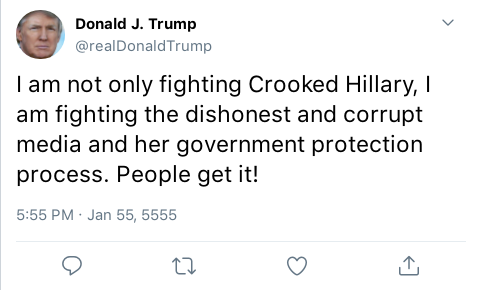 Donald J. Trump
@realDonaldTrump
I am not only fighting Crooked Hillary, I
am fighting the dishonest and corrupt
media and her government protection
process. People get it!
5:55 PM · Jan 55, 5555